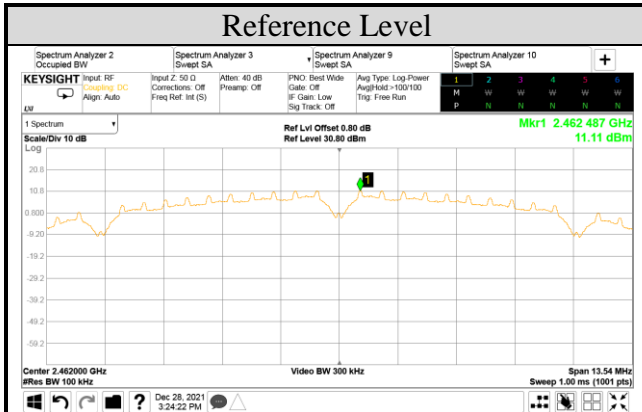 Reference Level
Spectrum Analyzer 2
Occupied BW
Spectrum Analyzer 3
Swept SA
Spectrum Analyzer 9
Swept SA
Spectrum Analyzer 10
Swept SA
+
KEYSIGHT
LXI
Input: RF
Coupling: DC
Align: Auto
Input Z: 50 Ω
Corrections: Off
Freq Ref: Int (S)
Atten: 40 dB
Preamp: Off
PNO: Best Wide
Gate: Off
IF Gain: Low
Sig Track: Off
Avg Type: Log-Power
Avg|Hold:>100/100
Trig: Free Run
1 2 3 4 5 6
M W W W W W
P N N N N N
1 Spectrum
Scale/Div 10 dB
Log
Ref Lvl Offset 0.80 dB
Ref Level 30.80 dBm
Mkr1 2.462 487 GHz
11.11 dBm
1
20.8
10.8
0.800
-9.20
-19.2
-29.2
-39.2
-49.2
-59.2
Center 2.462000 GHz
#Res BW 100 kHz
Video BW 300 kHz
Span 13.54 MHz
Sweep 1.00 ms (1001 pts)
?
Dec 28, 2021
3:24:22 PM